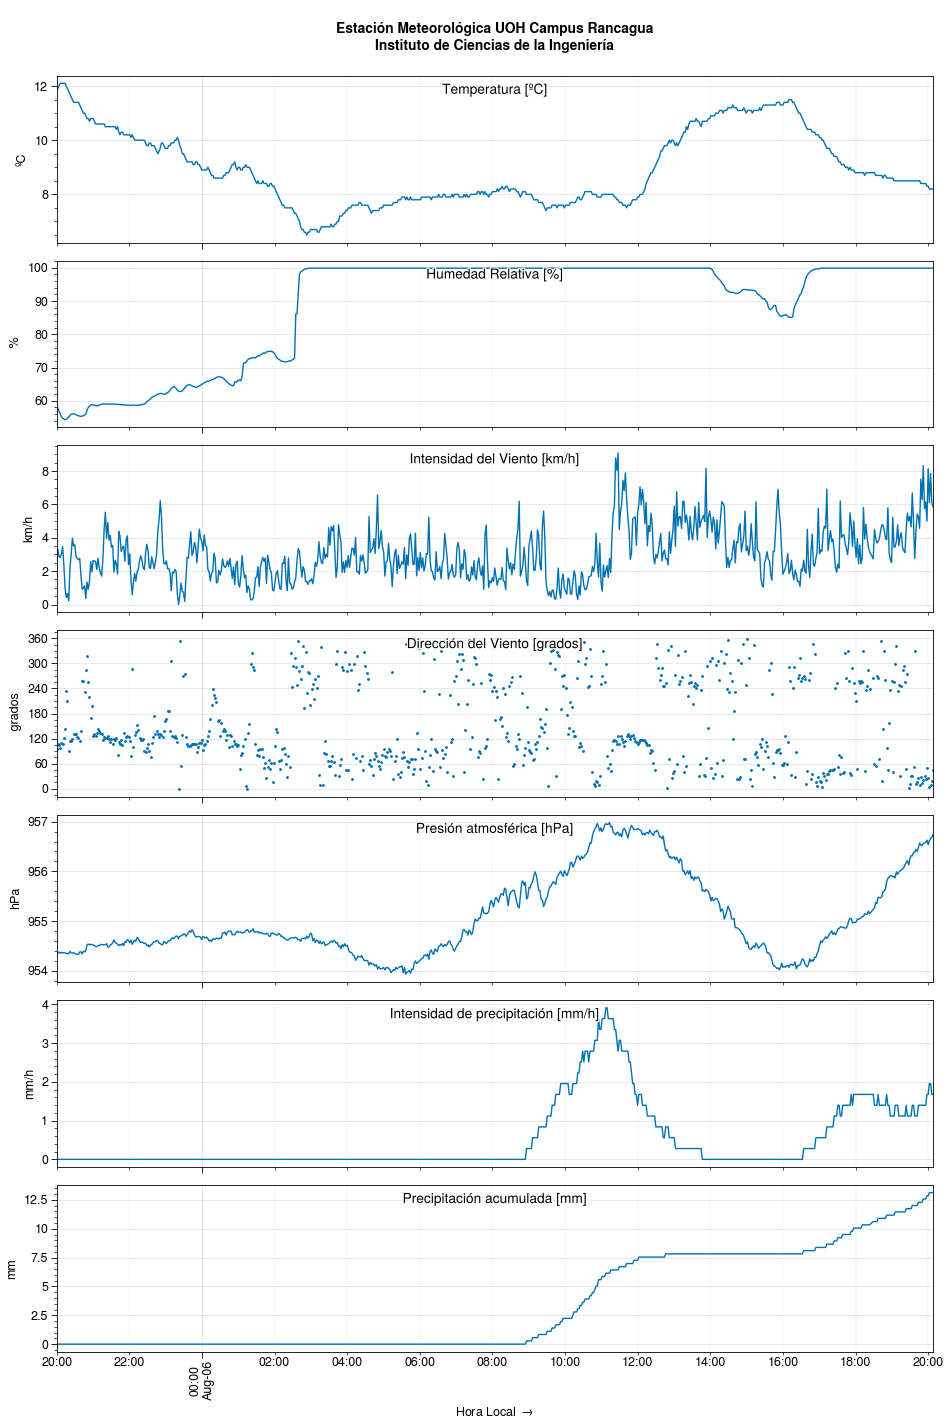 Estación Meteorológica UOH Campus Rancagua
Instituto de Ciencias de la Ingeniería
Temperatura [ºC]
12
10
8
ºC
Humedad Relativa [%]
100
90
80
70
60
%
Intensidad del Viento [km/h]
8
6
4
2
0
km/h
Dirección del Viento [grados]
360
300
240
180
120
60
0
grados
Presión atmosférica [hPa]
957
956
955
954
hPa
Intensidad de precipitación [mm/h]
4
3
2
1
0
mm/h
Precipitación acumulada [mm]
12.5
10
7.5
5
2.5
0
mm
20:00 22:00 00:00 02:00 04:00 06:00 08:00 10:00 12:00 14:00 16:00 18:00 20:00
Aug-06
Hora Local →